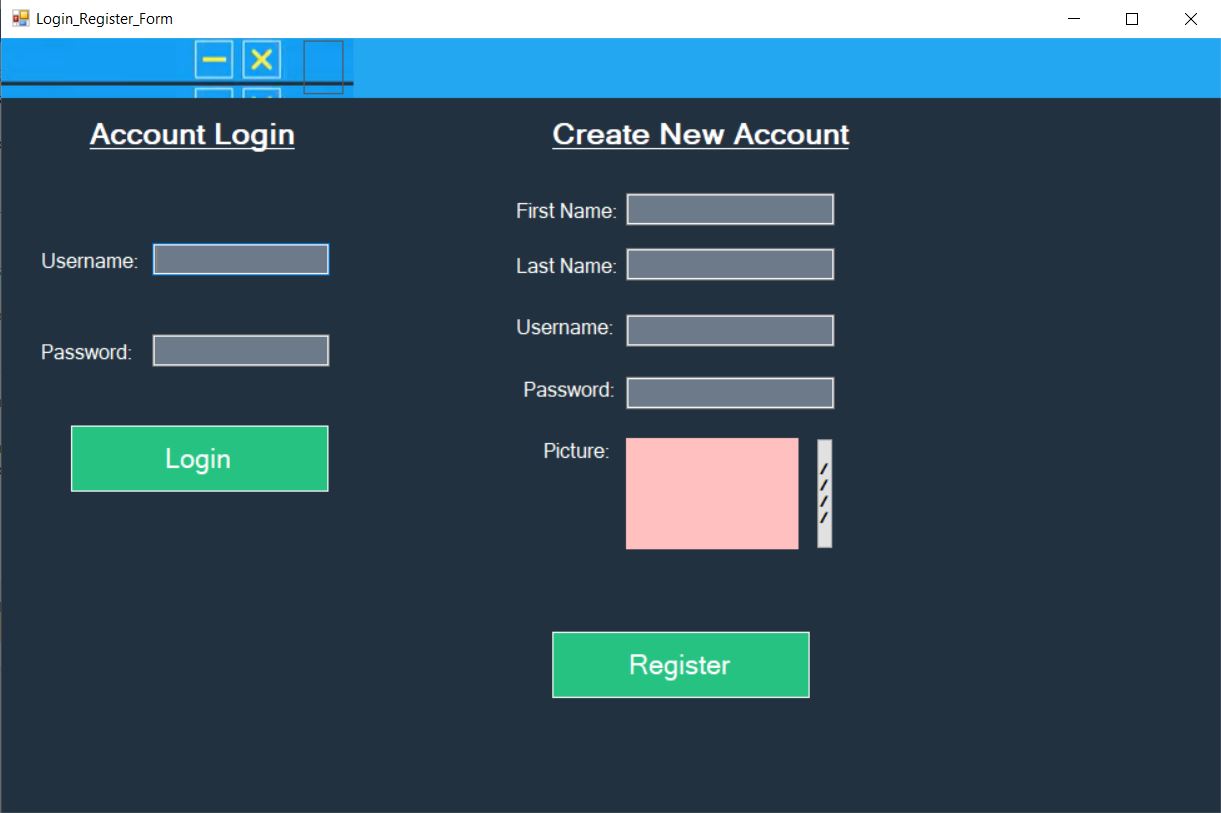 Login_Register_Form
Account Login
Username:
Password:
Login
Create New Account
First Name:
Last Name:
Username:
Password:
Picture:
/
/
/
/
Register